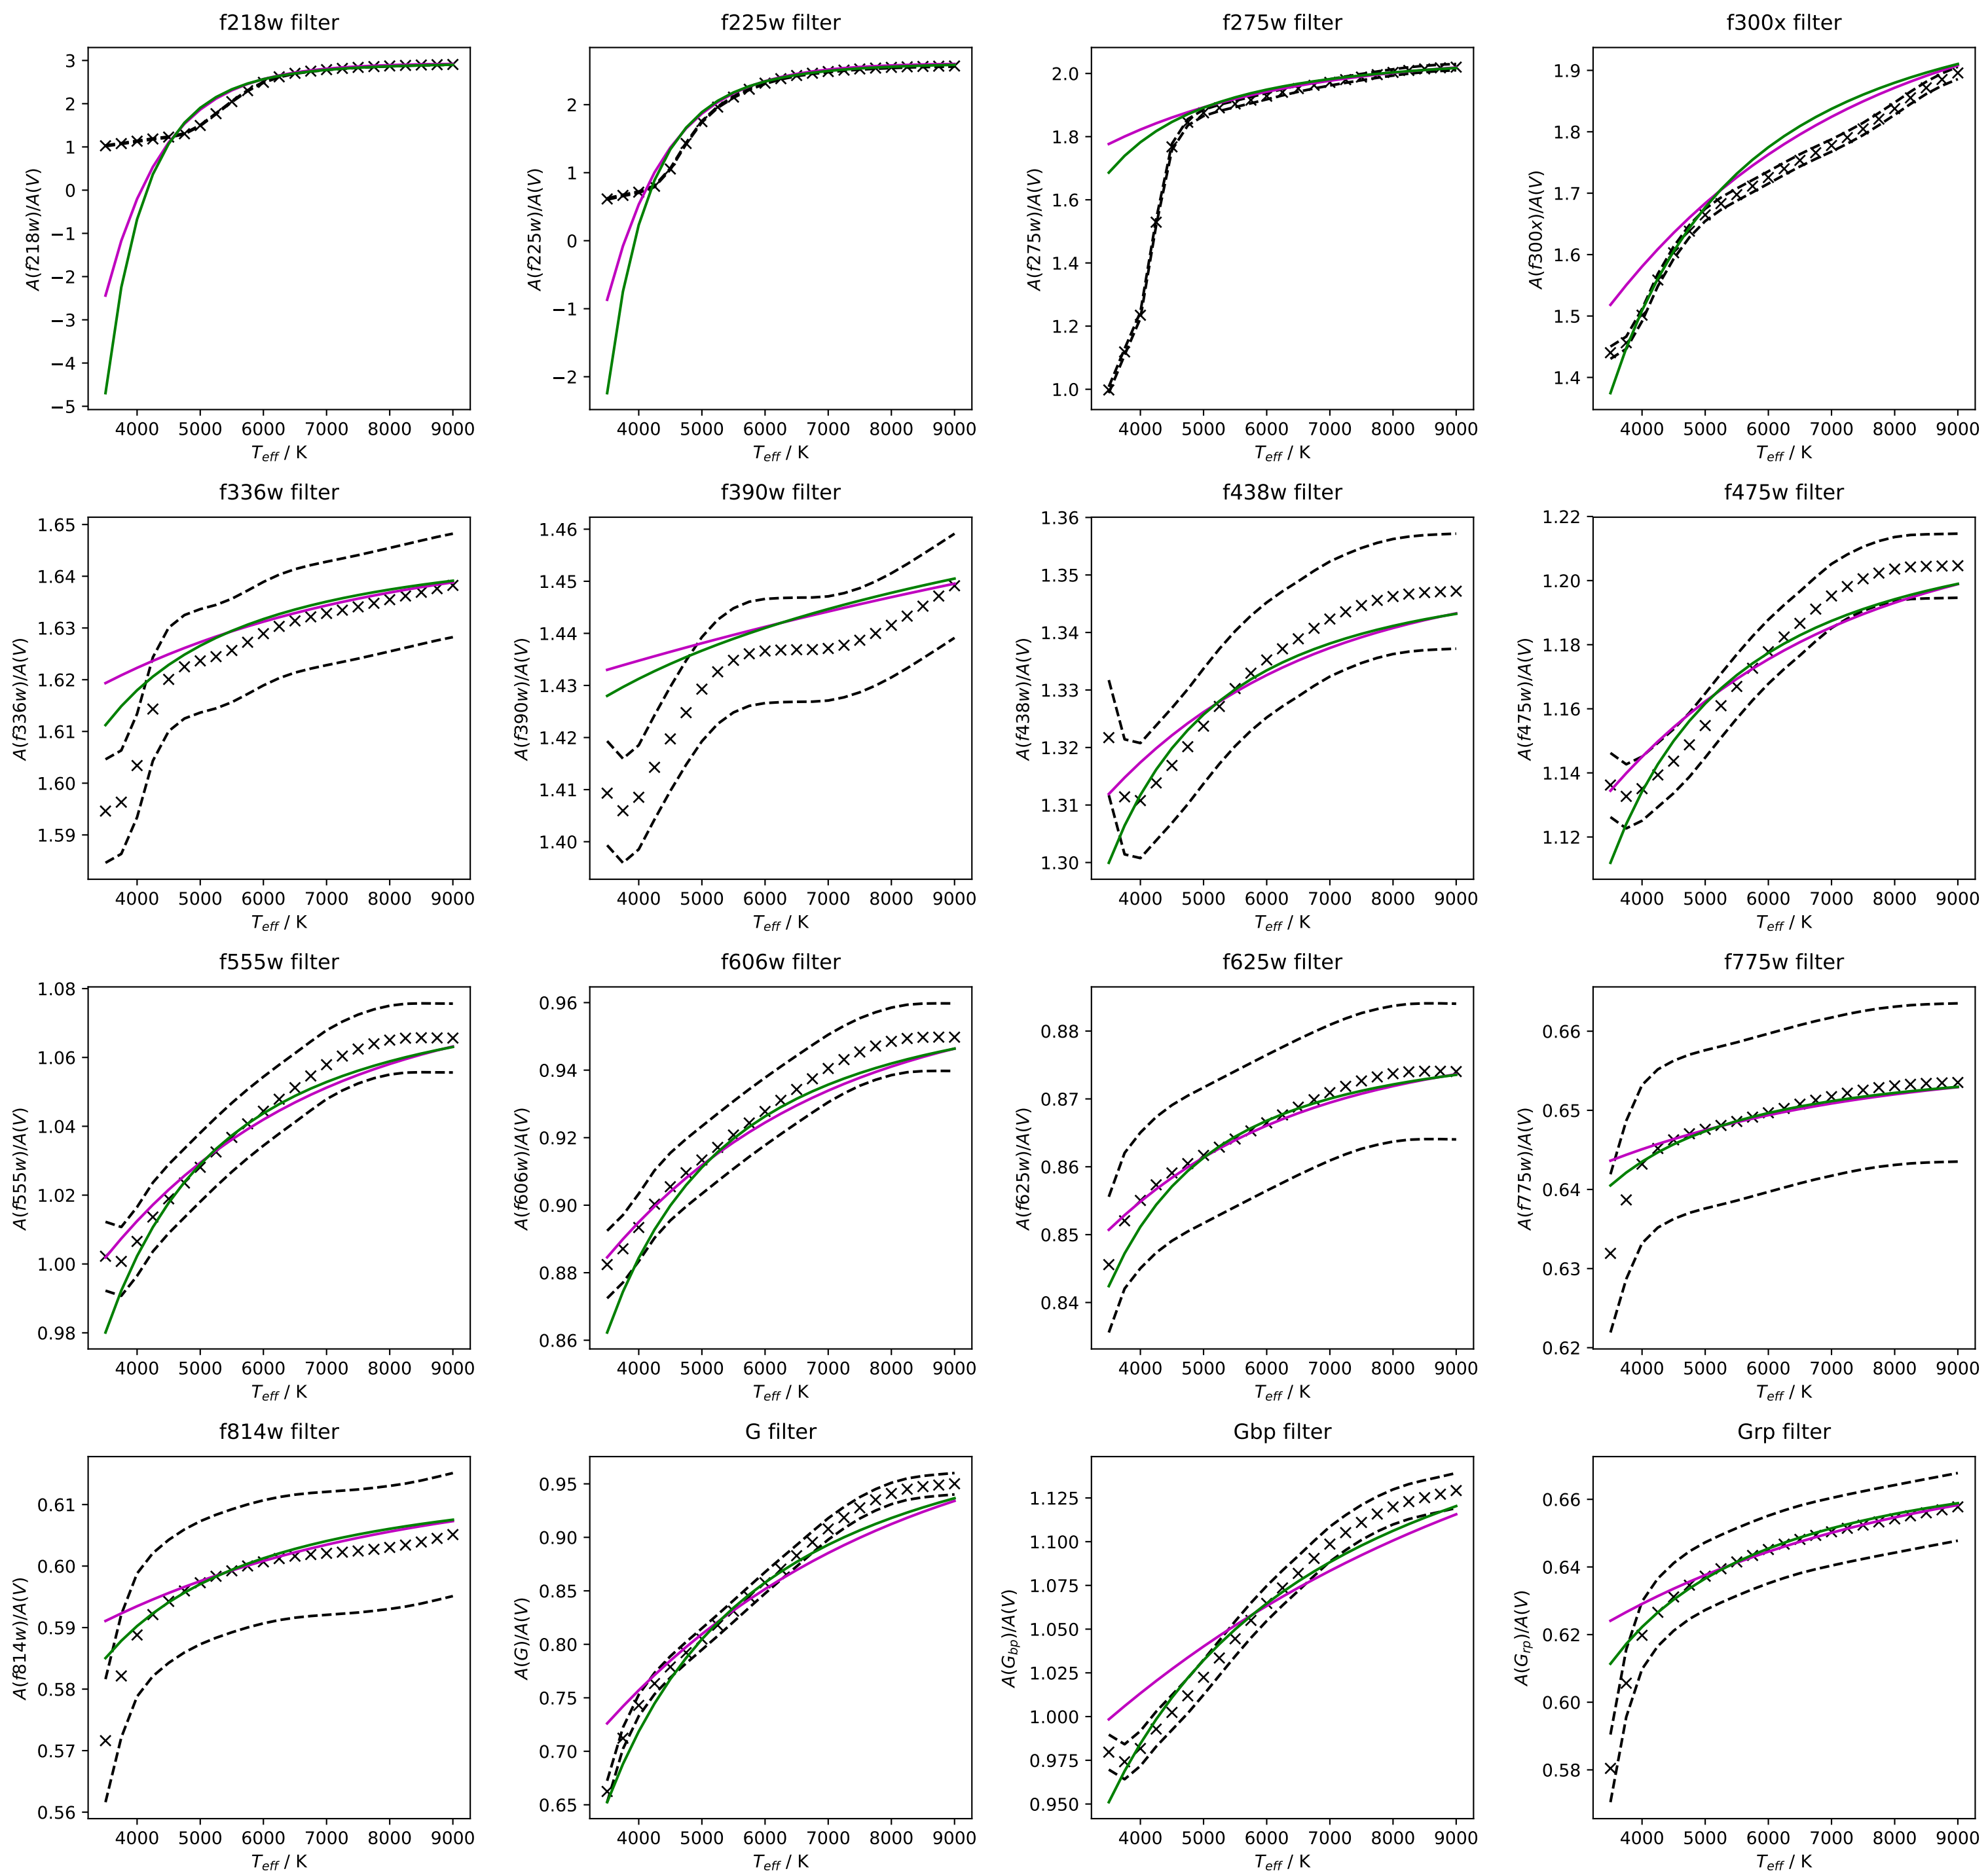 f218w filter
f225w filter
f275w filter
f300x filter
A(f218w)/A(V)
3
2
1
0
−1
−2
−3
−4
−5
4000 5000 6000 7000 8000 9000
T_eff / K
A(f225w)/A(V)
2
1
0
−1
−2
4000 5000 6000 7000 8000 9000
T_eff / K
A(f275w)/A(V)
2.0
1.8
1.6
1.4
1.2
1.0
4000 5000 6000 7000 8000 9000
T_eff / K
A(f300x)/A(V)
1.9
1.8
1.7
1.6
1.5
1.4
4000 5000 6000 7000 8000 9000
T_eff / K
f336w filter
f390w filter
f438w filter
f475w filter
A(f336w)/A(V)
1.65
1.64
1.63
1.62
1.61
1.60
1.59
4000 5000 6000 7000 8000 9000
T_eff / K
A(f390w)/A(V)
1.46
1.45
1.44
1.43
1.42
1.41
1.40
4000 5000 6000 7000 8000 9000
T_eff / K
A(f438w)/A(V)
1.36
1.35
1.34
1.33
1.32
1.31
1.30
4000 5000 6000 7000 8000 9000
T_eff / K
A(f475w)/A(V)
1.22
1.20
1.18
1.16
1.14
1.12
4000 5000 6000 7000 8000 9000
T_eff / K
f555w filter
f606w filter
f625w filter
f775w filter
A(f555w)/A(V)
1.08
1.06
1.04
1.02
1.00
0.98
4000 5000 6000 7000 8000 9000
T_eff / K
A(f606w)/A(V)
0.96
0.94
0.92
0.90
0.88
0.86
4000 5000 6000 7000 8000 9000
T_eff / K
A(f625w)/A(V)
0.88
0.87
0.86
0.85
0.84
4000 5000 6000 7000 8000 9000
T_eff / K
A(f775w)/A(V)
0.66
0.65
0.64
0.63
0.62
4000 5000 6000 7000 8000 9000
T_eff / K
f814w filter
G filter
Gbp filter
Grp filter
A(f814w)/A(V)
0.61
0.60
0.59
0.58
0.57
0.56
4000 5000 6000 7000 8000 9000
T_eff / K
A(G)/A(V)
0.95
0.90
0.85
0.80
0.75
0.70
0.65
4000 5000 6000 7000 8000 9000
T_eff / K
A(G_bp)/A(V)
1.125
1.100
1.075
1.050
1.025
1.000
0.975
0.950
4000 5000 6000 7000 8000 9000
T_eff / K
A(G_rp)/A(V)
0.66
0.64
0.62
0.60
0.58
4000 5000 6000 7000 8000 9000
T_eff / K